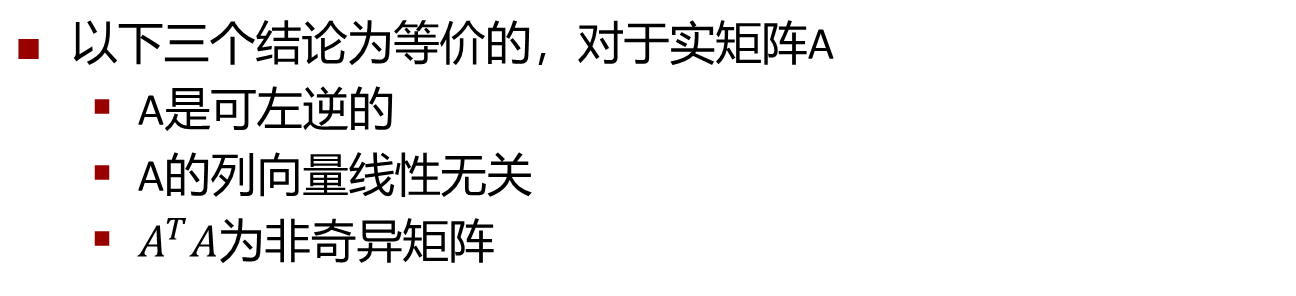 ▪ 以下三个结论为等价的，对于实矩阵A
▪ A是可左逆的
▪ A的列向量线性无关
▪ $A^T A$为非奇异矩阵